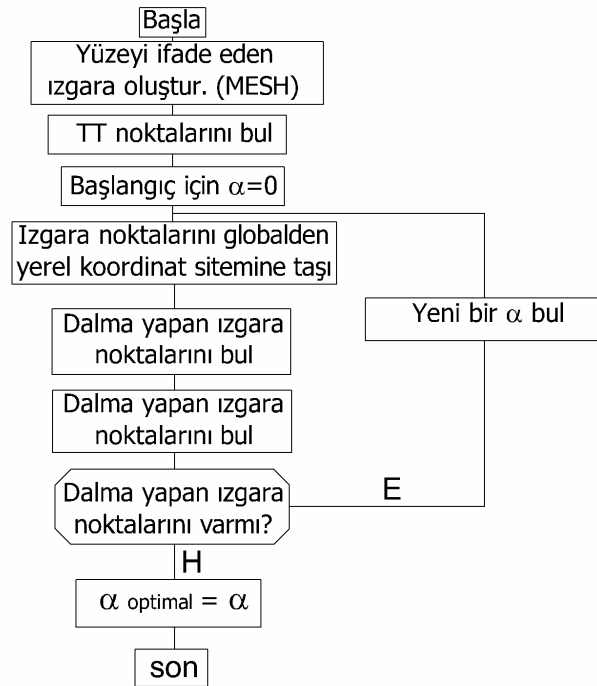 Başla
Yüzeyi ifade eden
ızgara oluştur. (MESH)
TT noktalarını bul
Başlangıç için α=0
Izgara noktalarını globalden
yerel koordinat sitemine taşı
Yeni bir α bul
Dalma yapan ızgara
noktalarını bul
Dalma yapan ızgara
noktalarını bul
Dalma yapan ızgara
noktalarını varmı?
E
H
α optimal = α
son